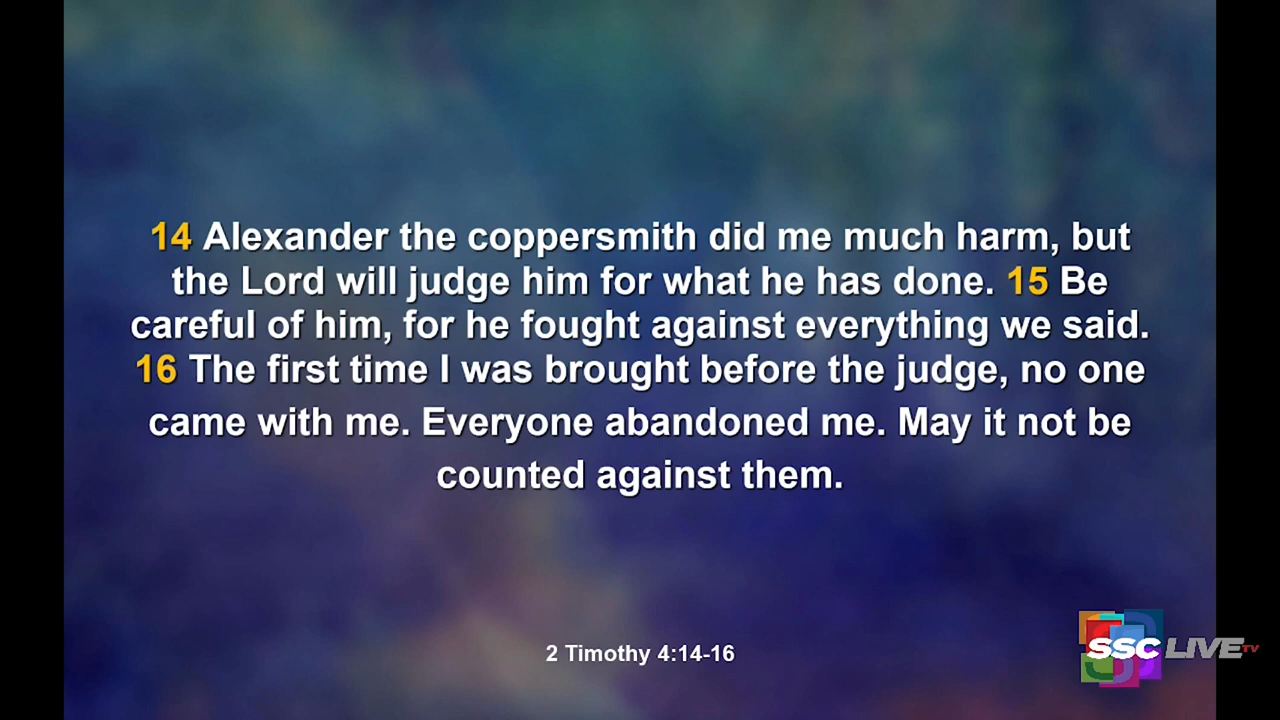 14 Alexander the coppersmith did me much harm, but
the Lord will judge him for what he has done. 15 Be
careful of him, for he fought against everything we said.
16 The first time I was brought before the judge, no one
came with me. Everyone abandoned me. May it not be
counted against them.
2 Timothy 4:14-16
SSC LIVE TV